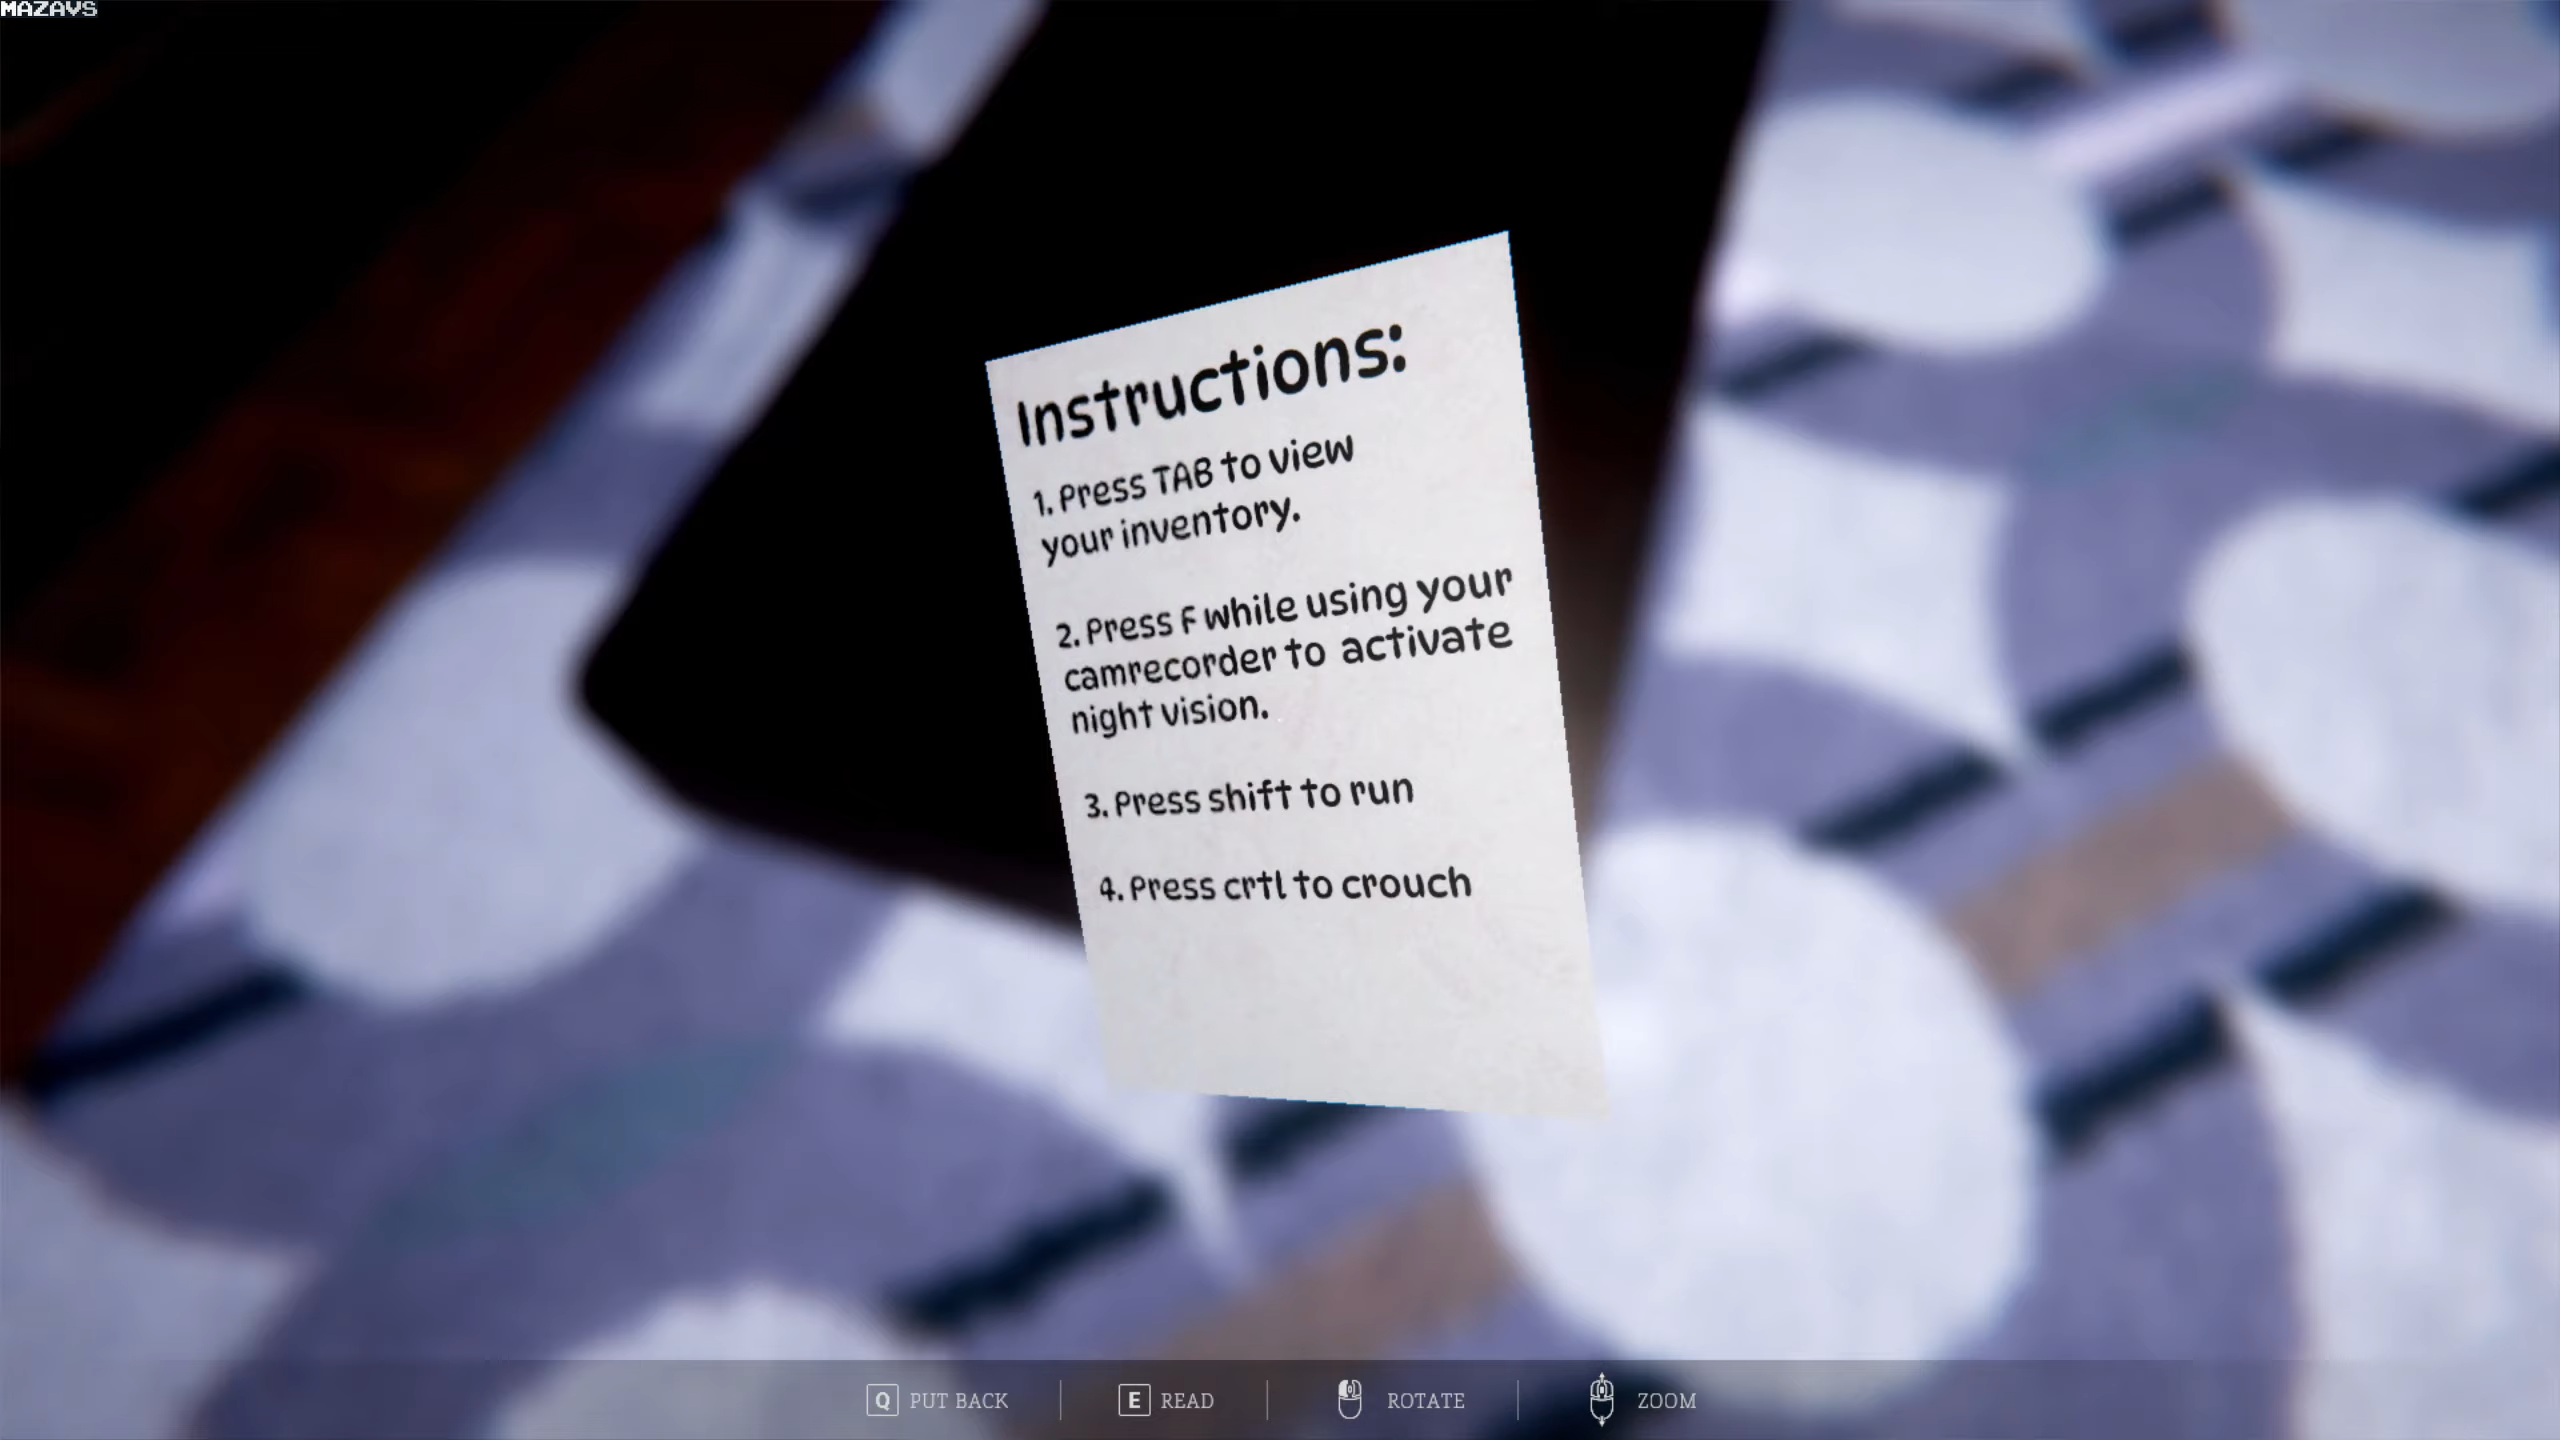 MAZAVS
Instructions:
1. Press TAB to view
your inventory.
2. Press F while using your
camrecorder to activate
night vision.
3. Press shift to run
4. Press crtl to crouch
Q PUT BACK E READ ROTATE ZOOM